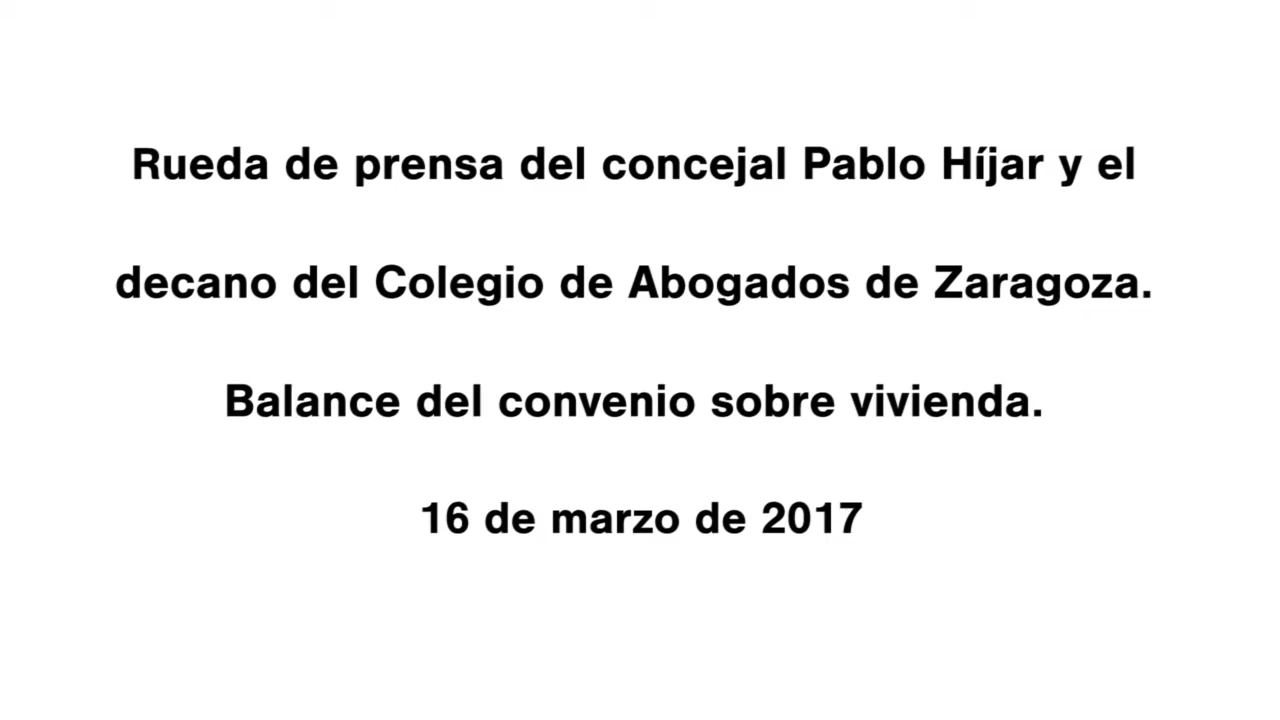 Rueda de prensa del concejal Pablo Híjar y el
decano del Colegio de Abogados de Zaragoza.
Balance del convenio sobre vivienda.
16 de marzo de 2017